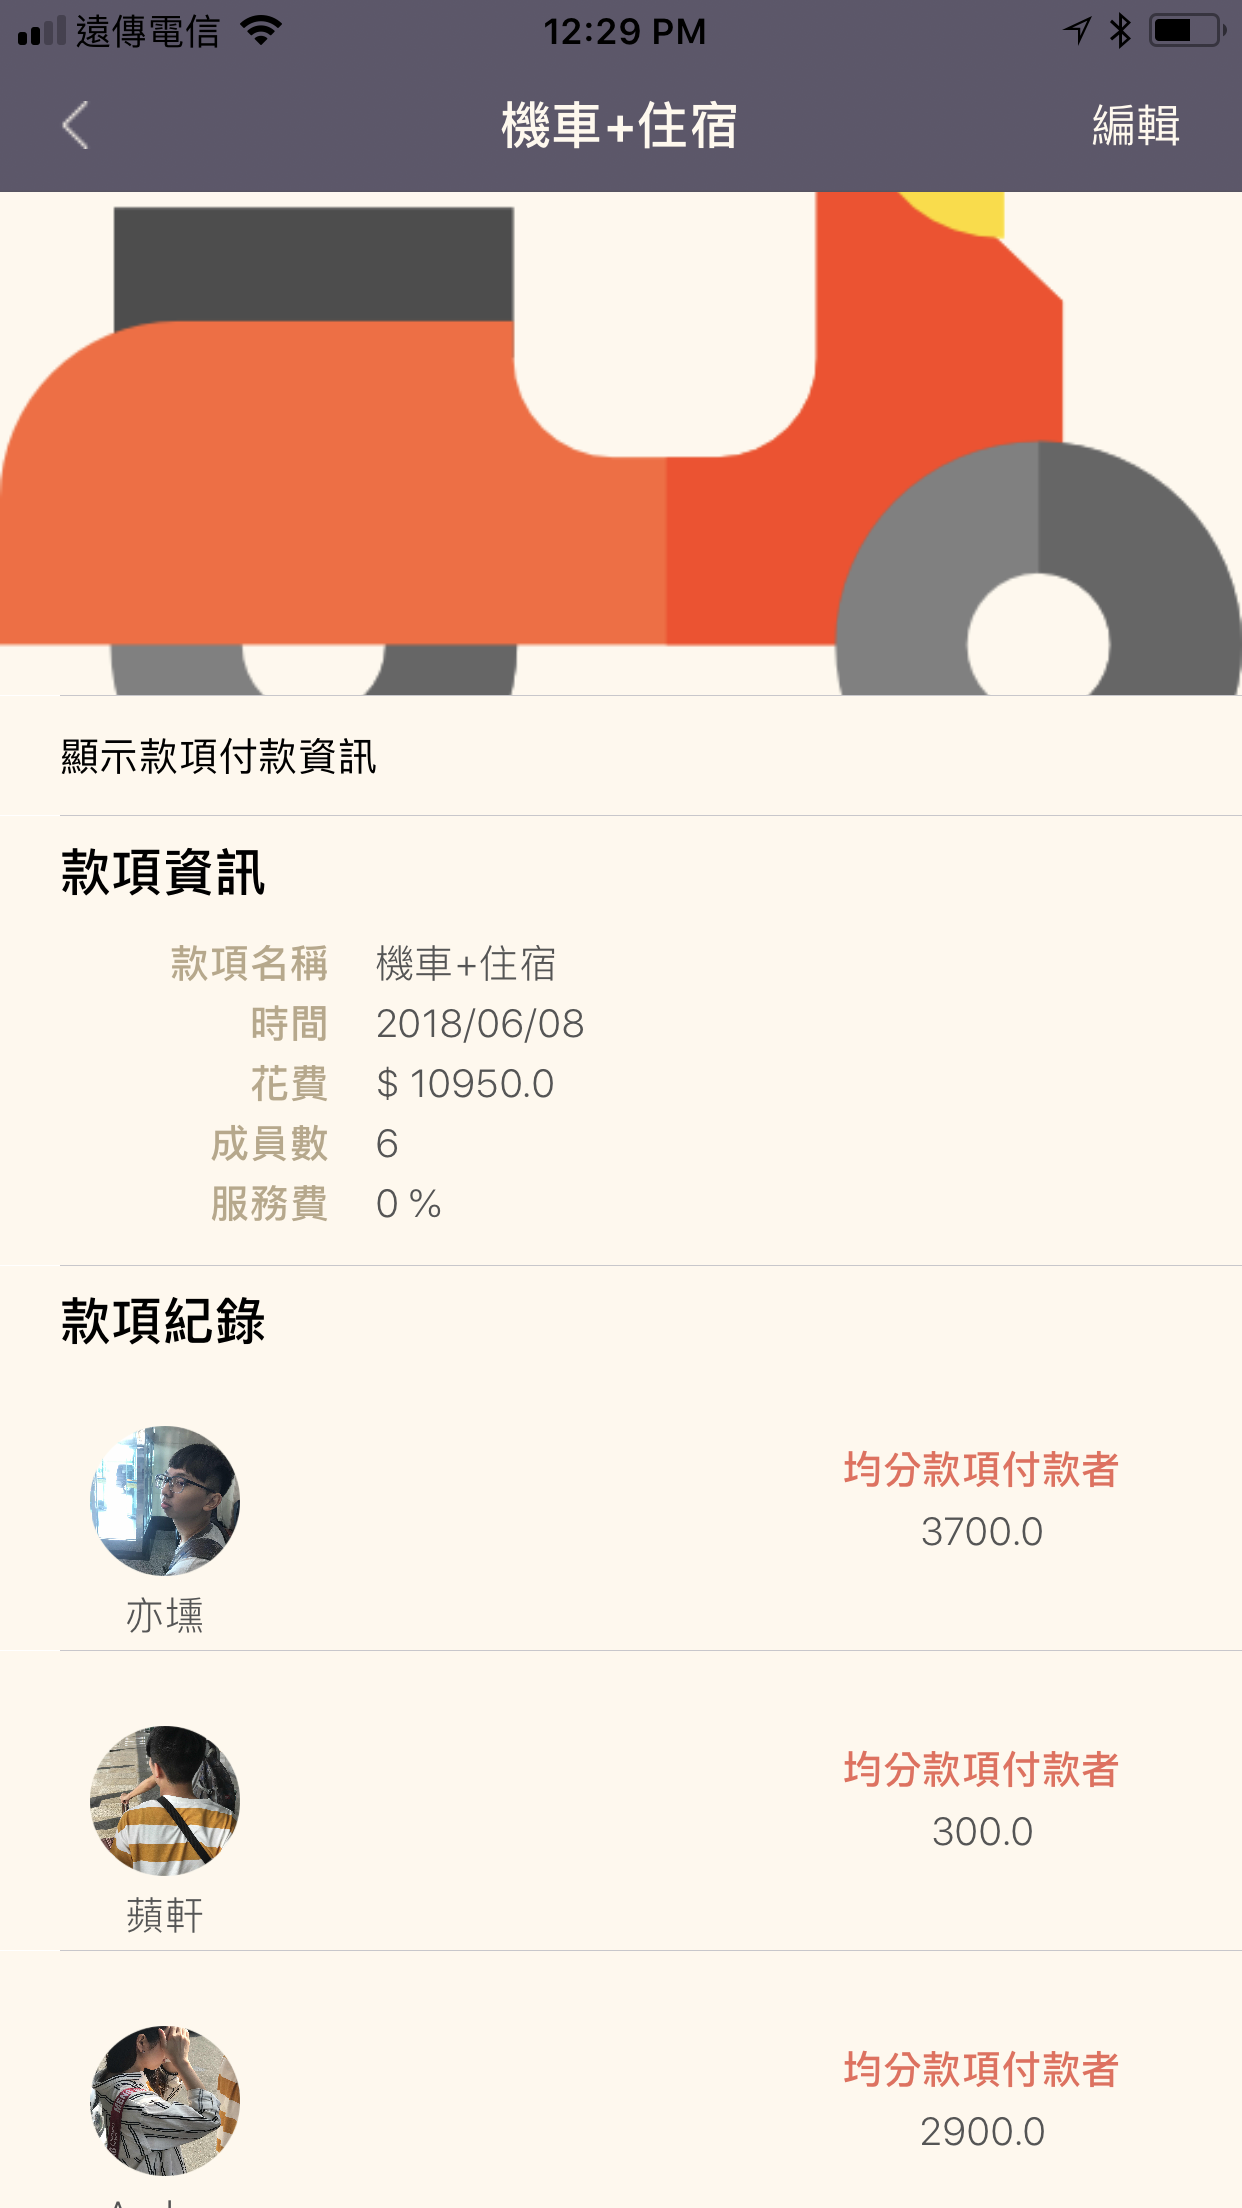 遠傳電信 12:29 PM
機車+住宿 編輯
顯示款項付款資訊
款項資訊
款項名稱 機車+住宿
時間 2018/06/08
花費 $ 10950.0
成員數 6
服務費 0 %
款項紀錄
均分款項付款者
3700.0
亦壎
均分款項付款者
300.0
蘋軒
均分款項付款者
2900.0